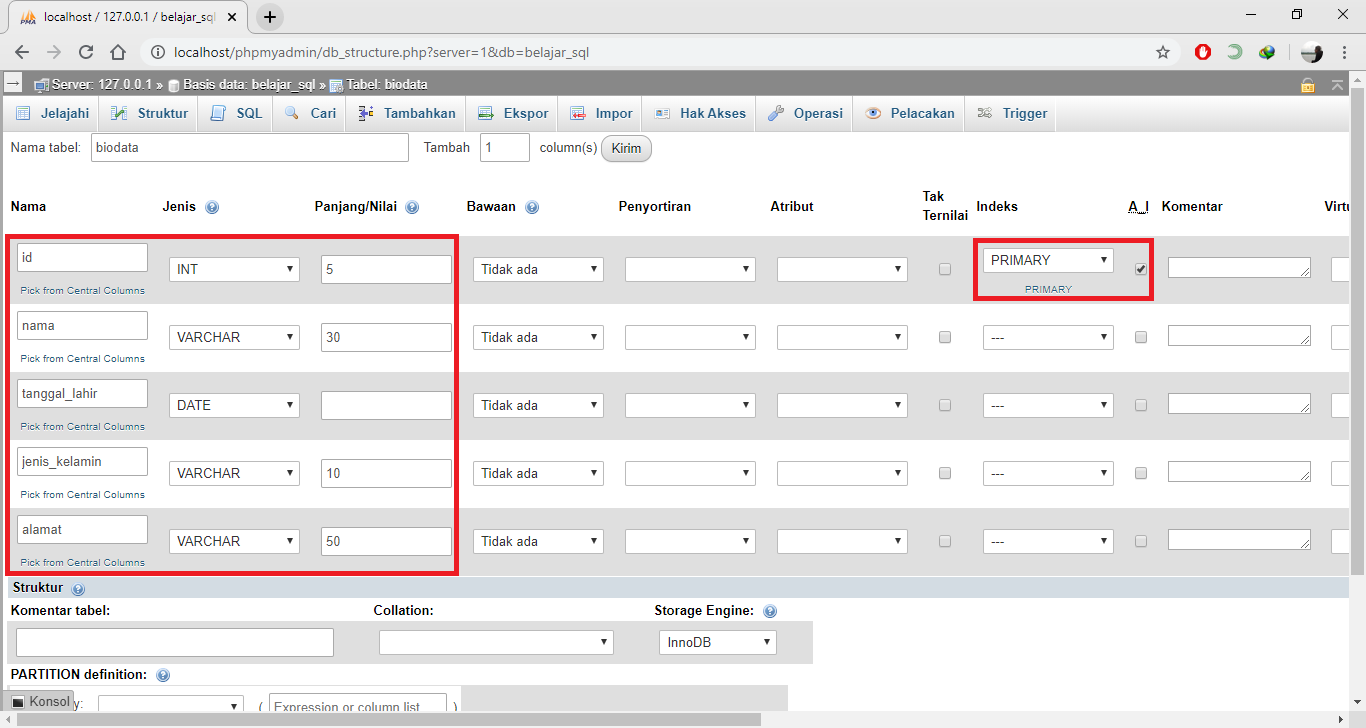 localhost / 127.0.0.1 / belajar_sql
localhost/phpmyadmin/db_structure.php?server=1&db=belajar_sql
Server: 127.0.0.1 » Basis data: belajar_sql » Tabel: biodata
Jelajahi Struktur SQL Cari Tambahkan Ekspor Impor Hak Akses Operasi Pelacakan Trigger
Nama tabel: biodata Tambah 1 column(s) Kirim
Nama Jenis Panjang/Nilai Bawaan Penyortiran Atribut Tak Ternilai Indeks A_I Komentar Virtu
id INT 5 Tidak ada PRIMARY
Pick from Central Columns PRIMARY
nama VARCHAR 30 Tidak ada ---
Pick from Central Columns
tanggal_lahir DATE Tidak ada ---
Pick from Central Columns
jenis_kelamin VARCHAR 10 Tidak ada ---
Pick from Central Columns
alamat VARCHAR 50 Tidak ada ---
Pick from Central Columns
Struktur
Komentar tabel: Collation: Storage Engine:
InnoDB
PARTITION definition:
Konsol y: ( Expression or column list )